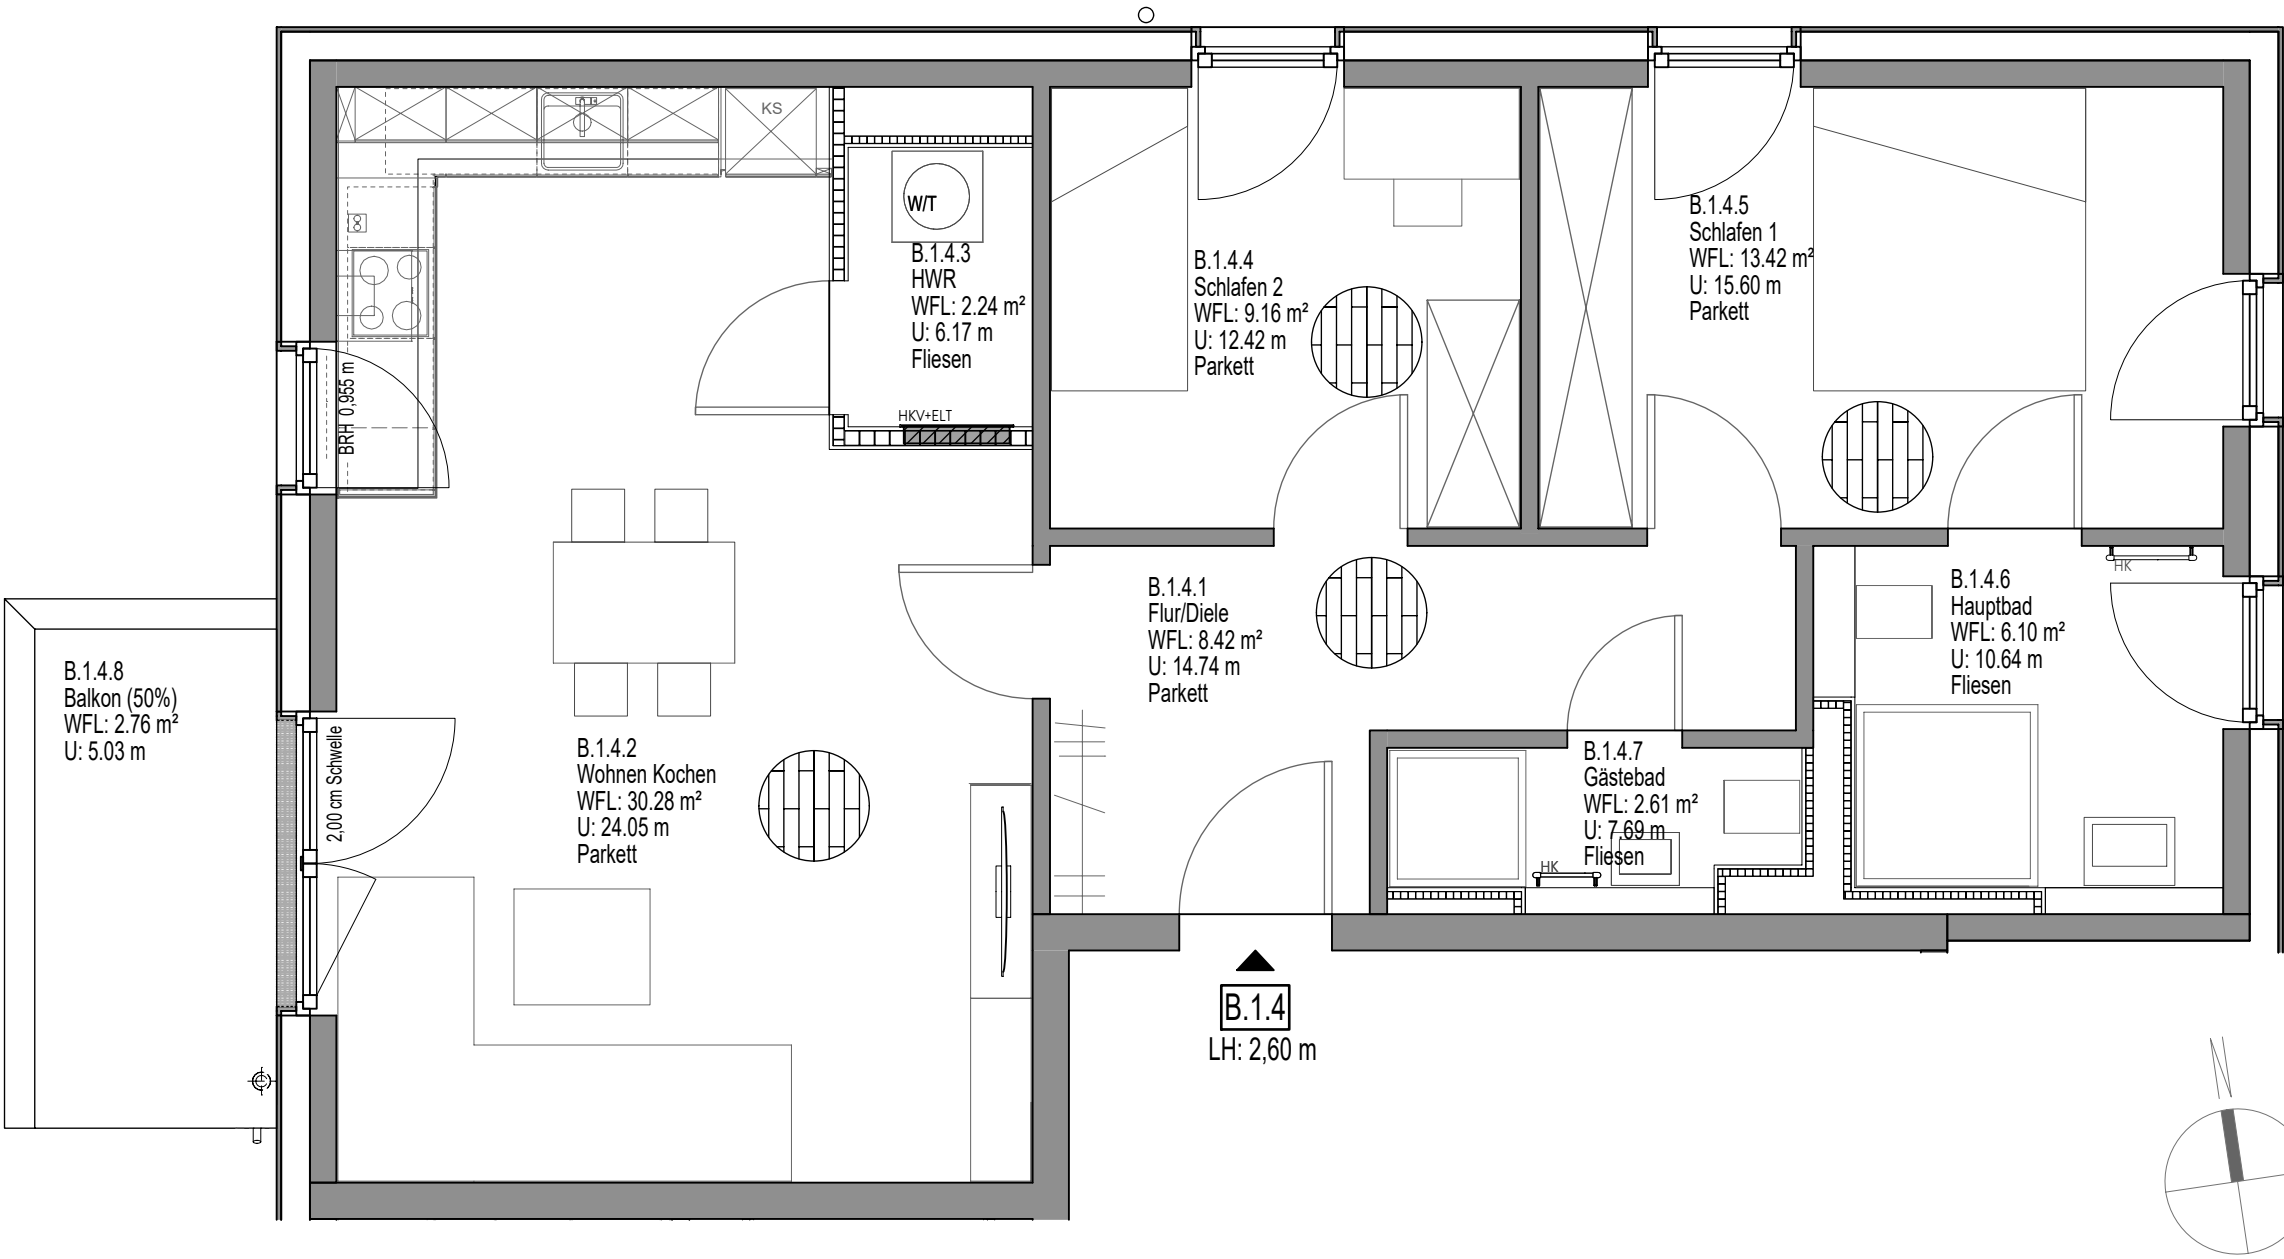 KS
W/T
B.1.4.3
HWR
WFL: 2.24 m²
U: 6.17 m
Fliesen
HKV+ELT
B.1.4.4
Schlafen 2
WFL: 9.16 m²
U: 12.42 m
Parkett
B.1.4.5
Schlafen 1
WFL: 13.42 m²
U: 15.60 m
Parkett
BRH 0,955 m
B.1.4.1
Flur/Diele
WFL: 8.42 m²
U: 14.74 m
Parkett
HK
B.1.4.6
Hauptbad
WFL: 6.10 m²
U: 10.64 m
Fliesen
B.1.4.8
Balkon (50%)
WFL: 2.76 m²
U: 5.03 m
2,00 cm Schwelle
B.1.4.2
Wohnen Kochen
WFL: 30.28 m²
U: 24.05 m
Parkett
B.1.4.7
Gästebad
WFL: 2.61 m²
U: 7.69 m
Fliesen
HK
B.1.4
LH: 2,60 m
N